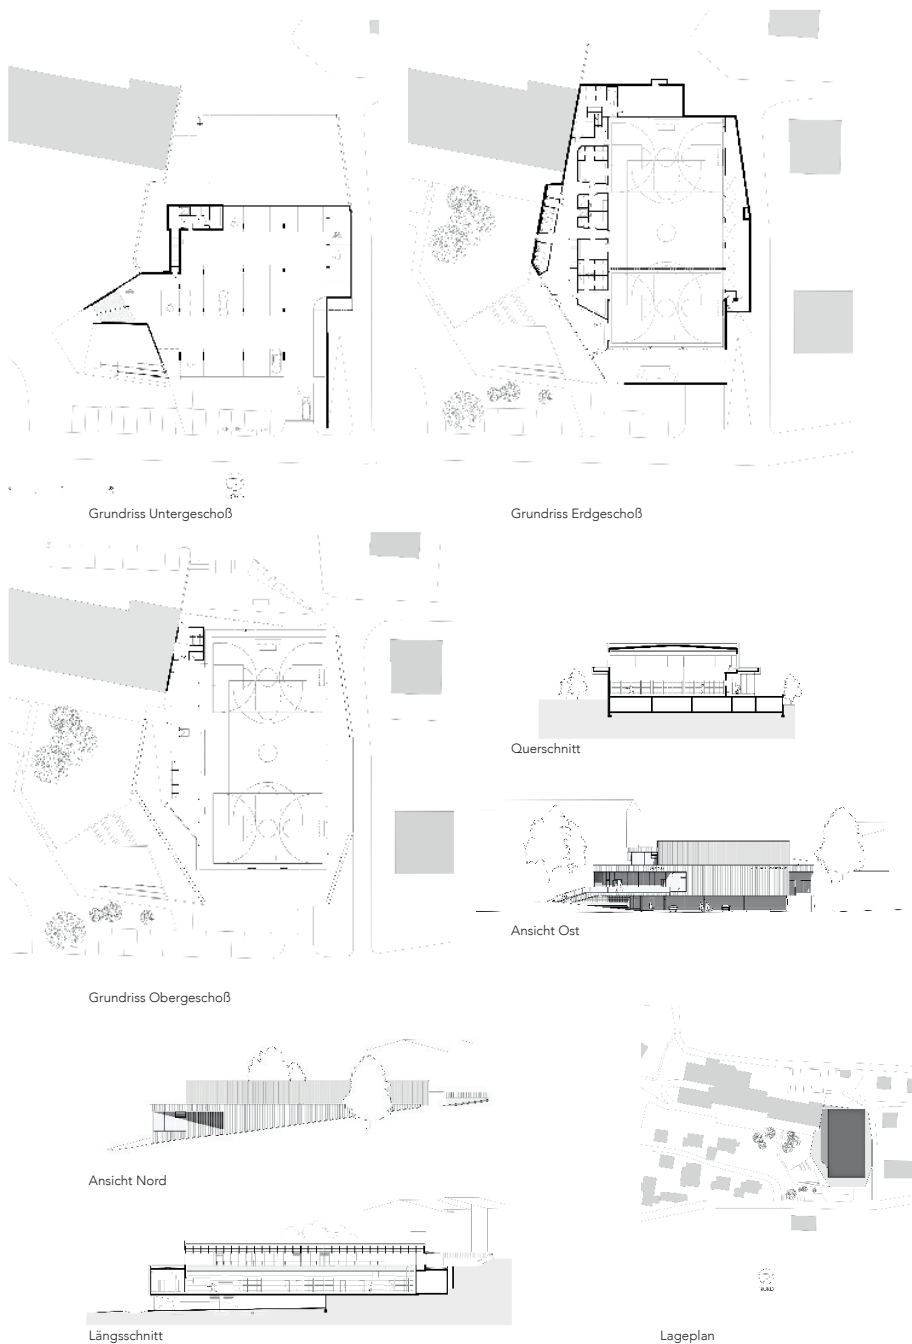 Grundriss Untergeschoß
Grundriss Erdgeschoß
Querschnitt
Ansicht Ost
Grundriss Obergeschoß
Ansicht Nord
Längsschnitt
Lageplan